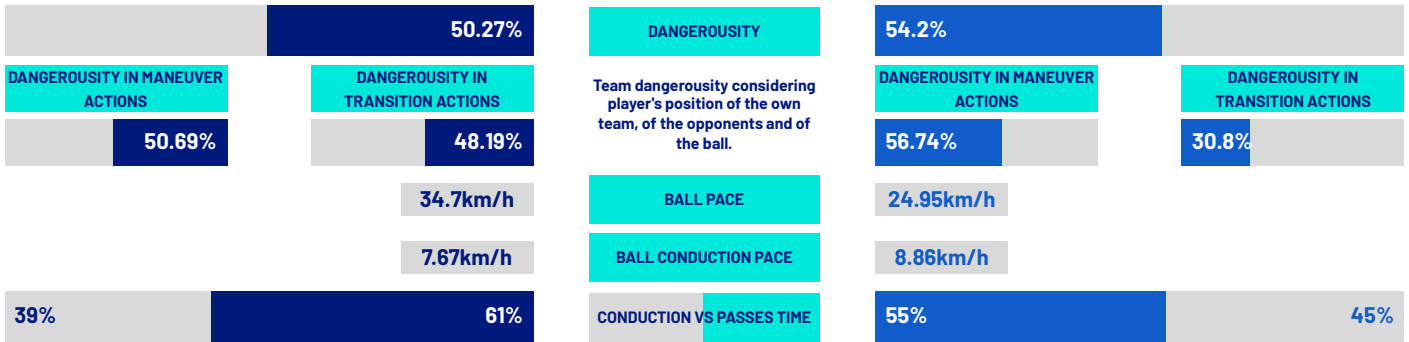 50.27%
DANGEROUSITY
54.2%
DANGEROUSITY IN MANEUVER
ACTIONS
DANGEROUSITY IN
TRANSITION ACTIONS
Team dangerousity considering
player's position of the own
team, of the opponents and of
the ball.
DANGEROUSITY IN MANEUVER
ACTIONS
DANGEROUSITY IN
TRANSITION ACTIONS
50.69%
48.19%
56.74%
30.8%
34.7km/h
BALL PACE
24.95km/h
7.67km/h
BALL CONDUCTION PACE
8.86km/h
39%
61%
CONDUCTION VS PASSES TIME
55%
45%